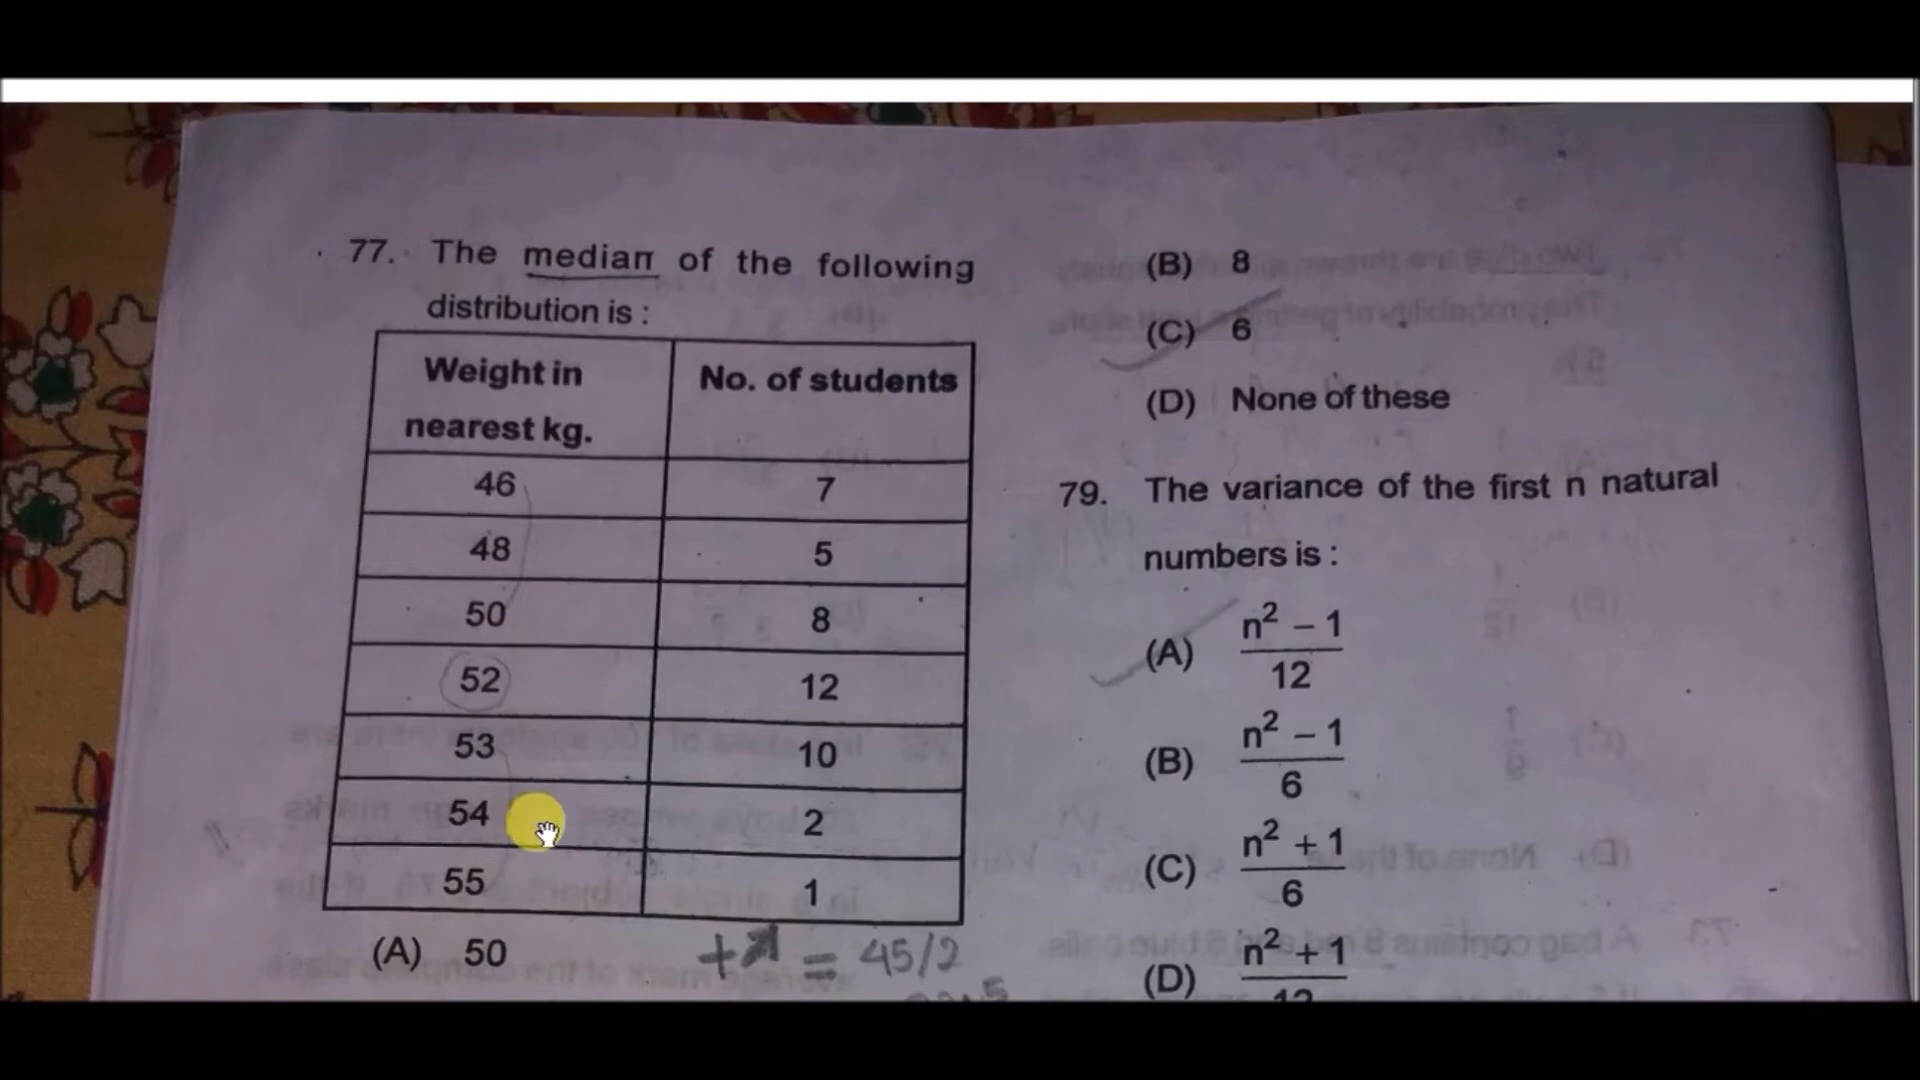 77. The median of the following
distribution is :
Weight in
nearest kg.
No. of students
46 7
48 5
50 8
52 12
53 10
54 2
55 1
(A) 50
= 45/2
(B) 8
(C) 6
(D) None of these
79. The variance of the first n natural
numbers is :
(A) n² – 1
12
(B) n² – 1
6
(C) n² + 1
6
(D) n² + 1
12